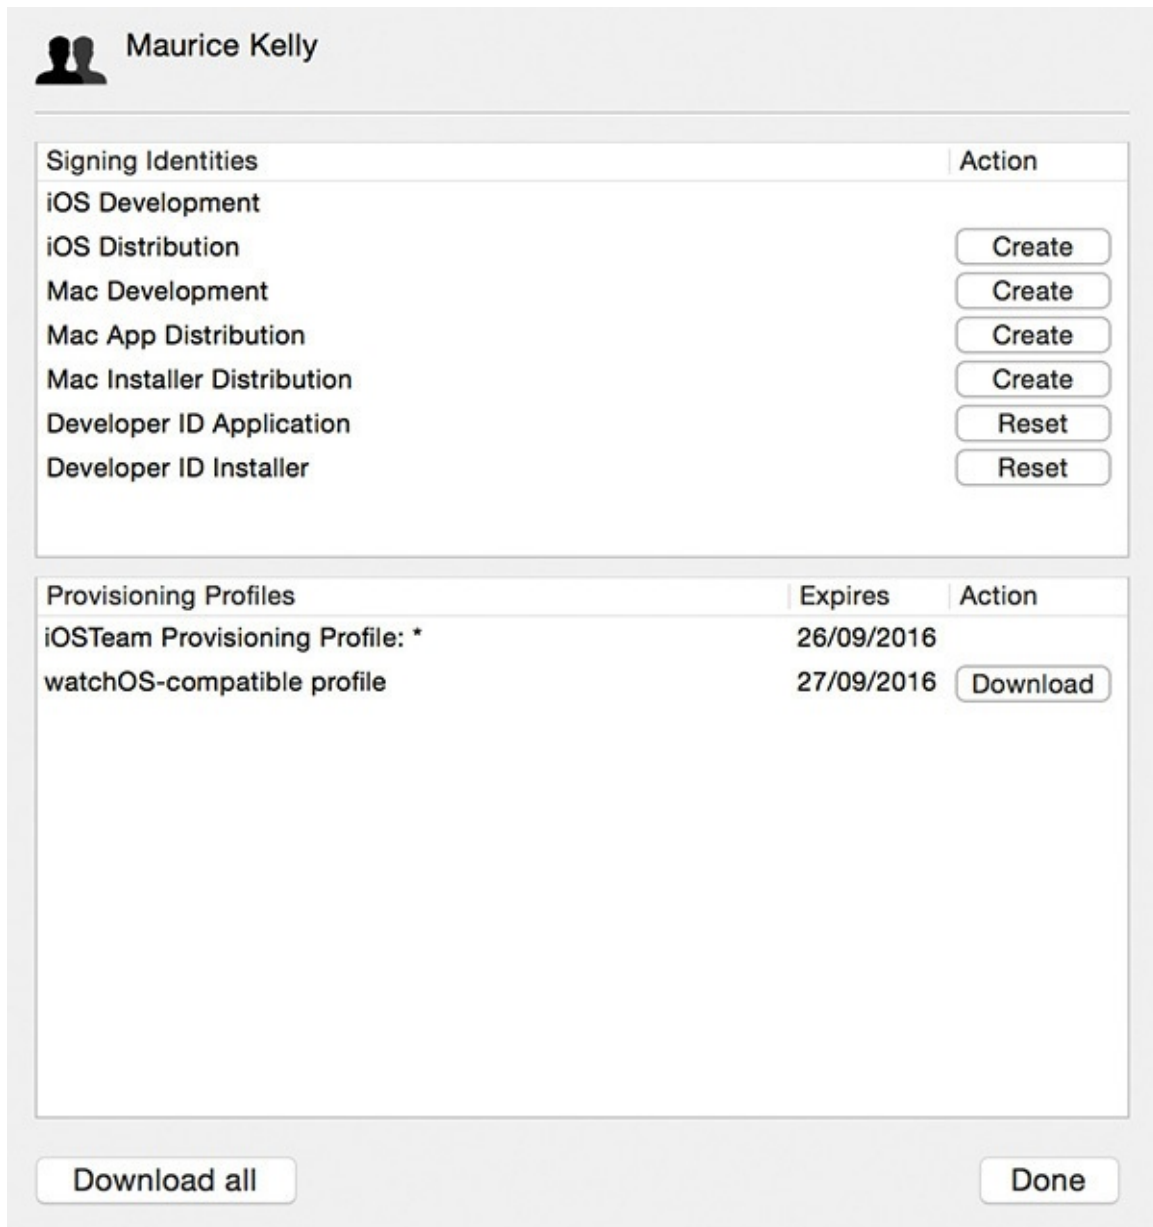 Maurice Kelly
Signing Identities Action
iOS Development
iOS Distribution Create
Mac Development Create
Mac App Distribution Create
Mac Installer Distribution Create
Developer ID Application Reset
Developer ID Installer Reset
Provisioning Profiles Expires Action
iOSTeam Provisioning Profile: * 26/09/2016
watchOS-compatible profile 27/09/2016 Download
Download all Done